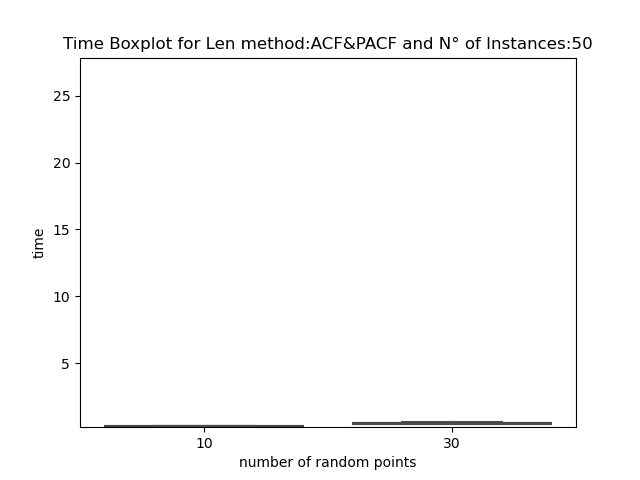 Time Boxplot for Len method:ACF&PACF and N° of Instances:50
25
20
15
10
5
time
10 30
number of random points